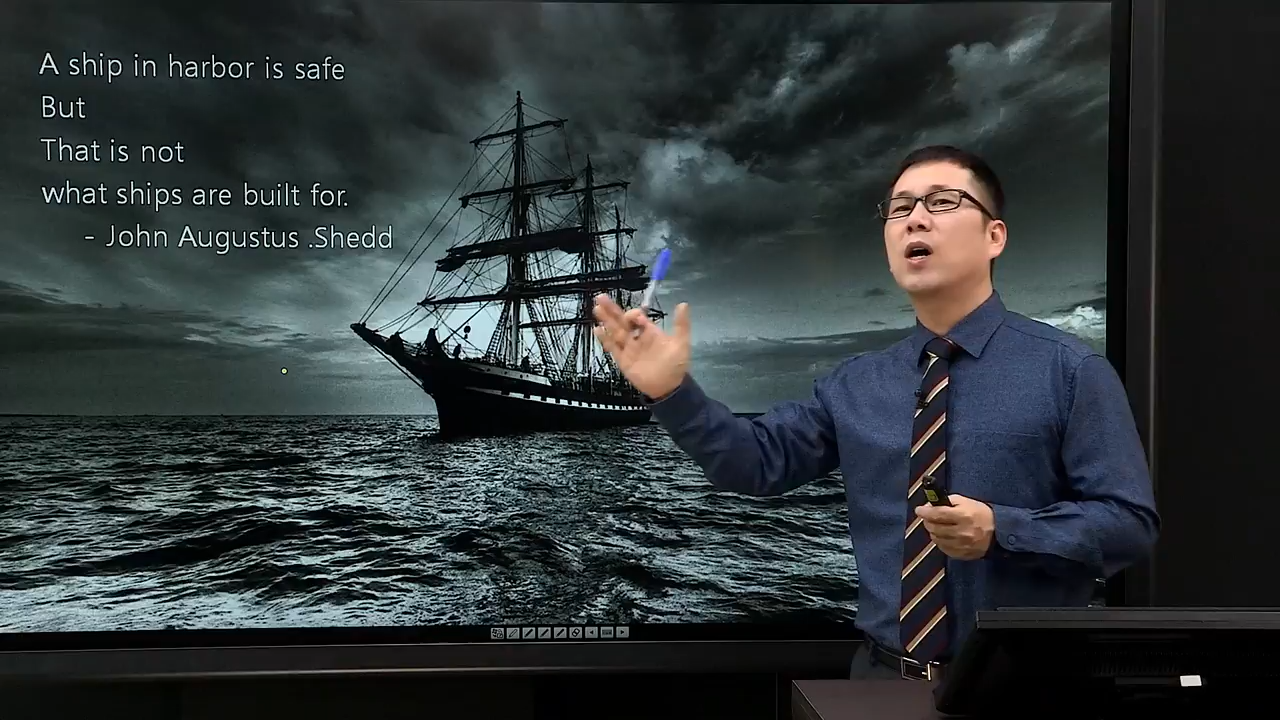 A ship in harbor is safe
But
That is not
what ships are built for.
- John Augustus .Shedd